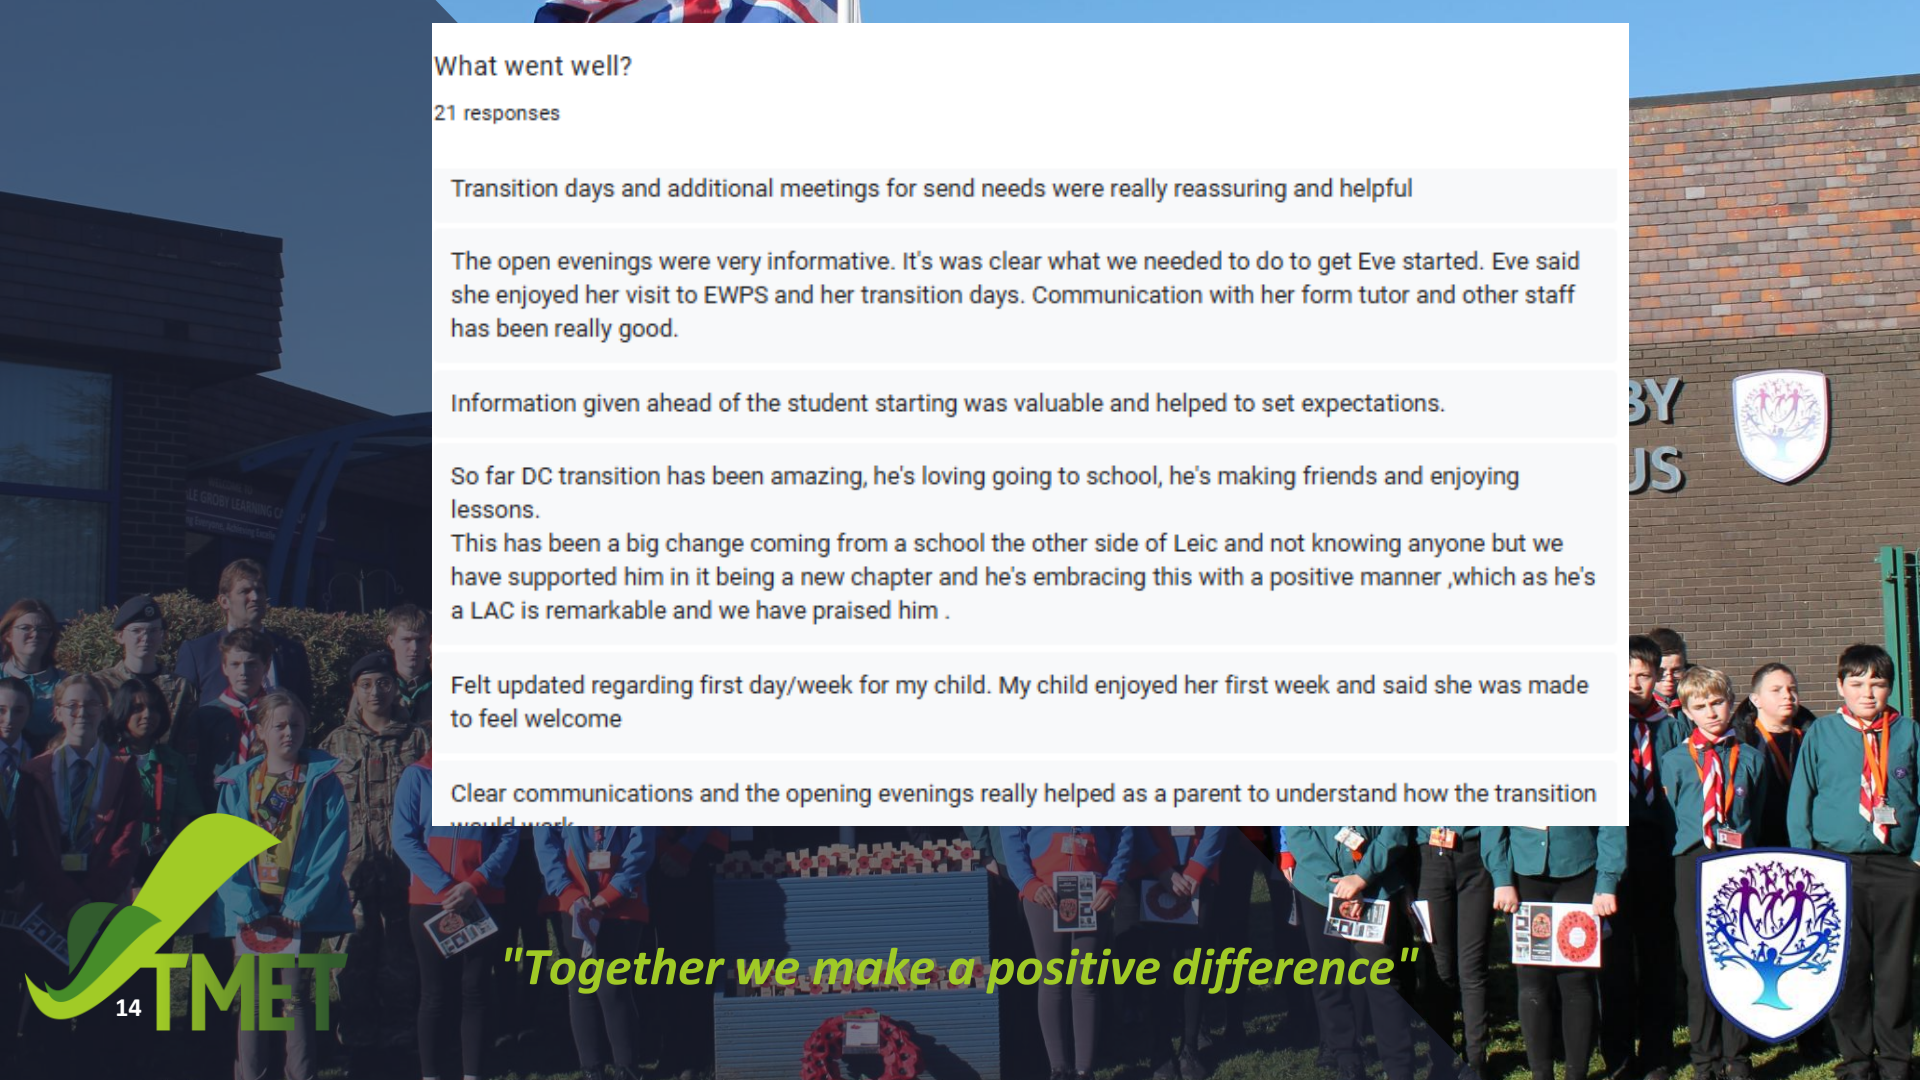 What went well?
21 responses
Transition days and additional meetings for send needs were really reassuring and helpful
The open evenings were very informative. It's was clear what we needed to do to get Eve started. Eve said
she enjoyed her visit to EWPS and her transition days. Communication with her form tutor and other staff
has been really good.
Information given ahead of the student starting was valuable and helped to set expectations.
So far DC transition has been amazing, he's loving going to school, he's making friends and enjoying
lessons.
This has been a big change coming from a school the other side of Leic and not knowing anyone but we
have supported him in it being a new chapter and he's embracing this with a positive manner ,which as he's
a LAC is remarkable and we have praised him .
Felt updated regarding first day/week for my child. My child enjoyed her first week and said she was made
to feel welcome
Clear communications and the opening evenings really helped as a parent to understand how the transition
would work
BY
US
LE GROBY LEARNING
"Together we make a positive difference"
14
TMET